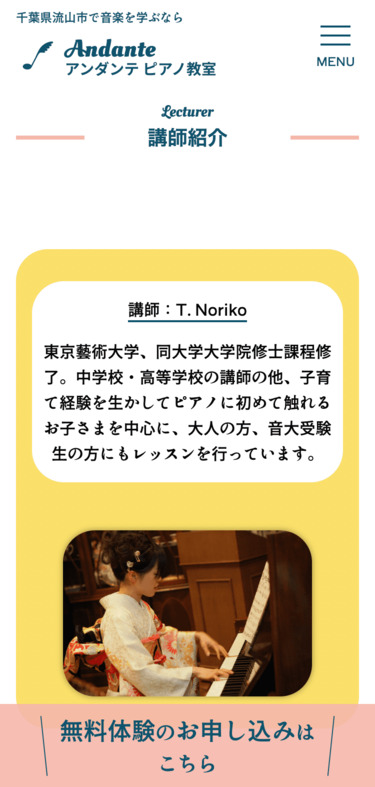 千葉県流山市で音楽を学ぶなら
Andante
アンダンテ ピアノ教室
MENU
Lecturer
講師紹介
講師：T. Noriko
東京藝術大学、同大学大学院修士課程修
了。中学校・高等学校の講師の他、子育
て経験を生かしてピアノに初めて触れる
お子さまを中心に、大人の方、音大受験
生の方にもレッスンを行っています。
無料体験のお申し込みは
こちら